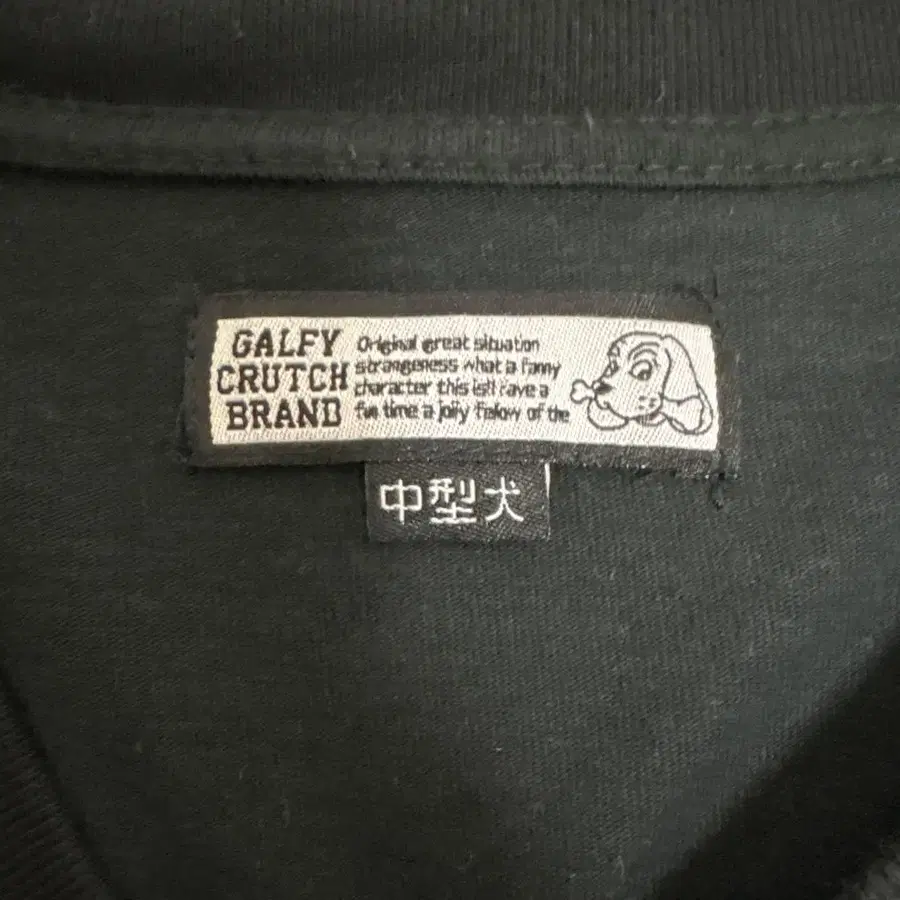 GALFY
CRUTCH
BRAND
Original great situation
strangeness what a fanny
character this is!! have a
fun time a jolly fellow of the
中型犬